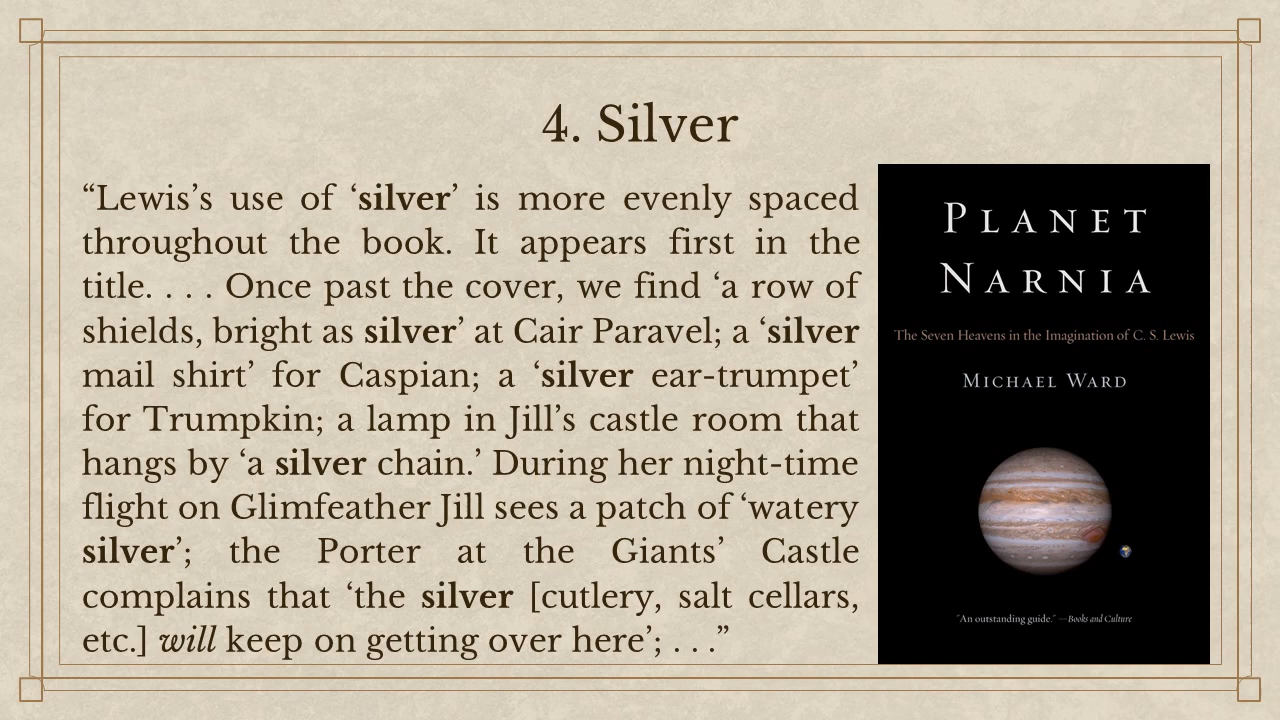 4. Silver
“Lewis’s use of ‘silver’ is more evenly spaced
throughout the book. It appears first in the
title. . . . Once past the cover, we find ‘a row of
shields, bright as silver’ at Cair Paravel; a ‘silver
mail shirt’ for Caspian; a ‘silver ear-trumpet’
for Trumpkin; a lamp in Jill’s castle room that
hangs by ‘a silver chain.’ During her night-time
flight on Glimfeather Jill sees a patch of ‘watery
silver’; the Porter at the Giants’ Castle
complains that ‘the silver [cutlery, salt cellars,
etc.] will keep on getting over here’; . . .”
PLANET
NARNIA
The Seven Heavens in the Imagination of C. S. Lewis
MICHAEL WARD
"An outstanding guide." —Books and Culture